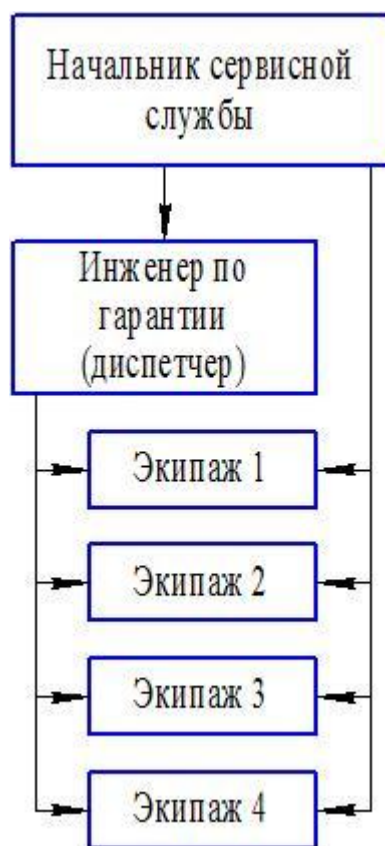 Начальник сервисной
службы
Инженер по
гарантии
(диспетчер)
Экипаж 1
Экипаж 2
Экипаж 3
Экипаж 4